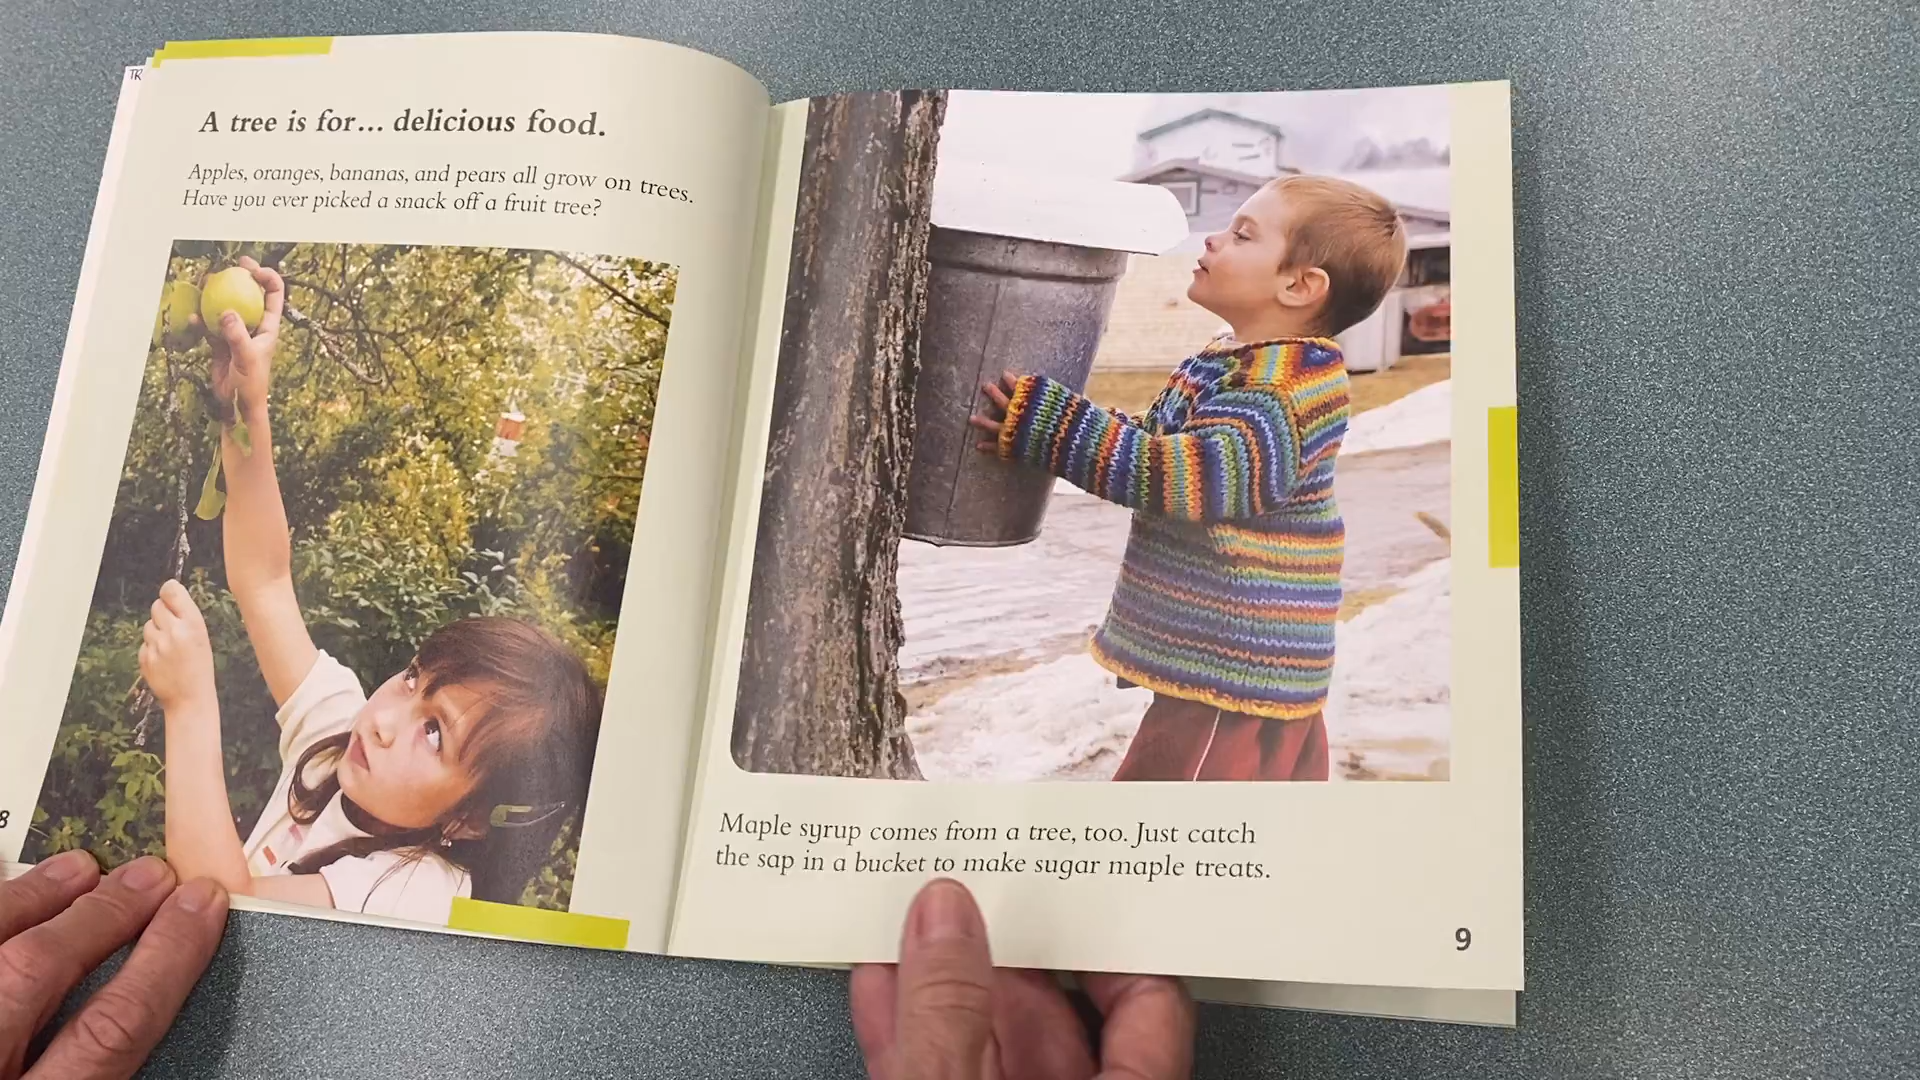 TR
A tree is for... delicious food.
Apples, oranges, bananas, and pears all grow on trees.
Have you ever picked a snack off a fruit tree?
8
Maple syrup comes from a tree, too. Just catch
the sap in a bucket to make sugar maple treats.
9